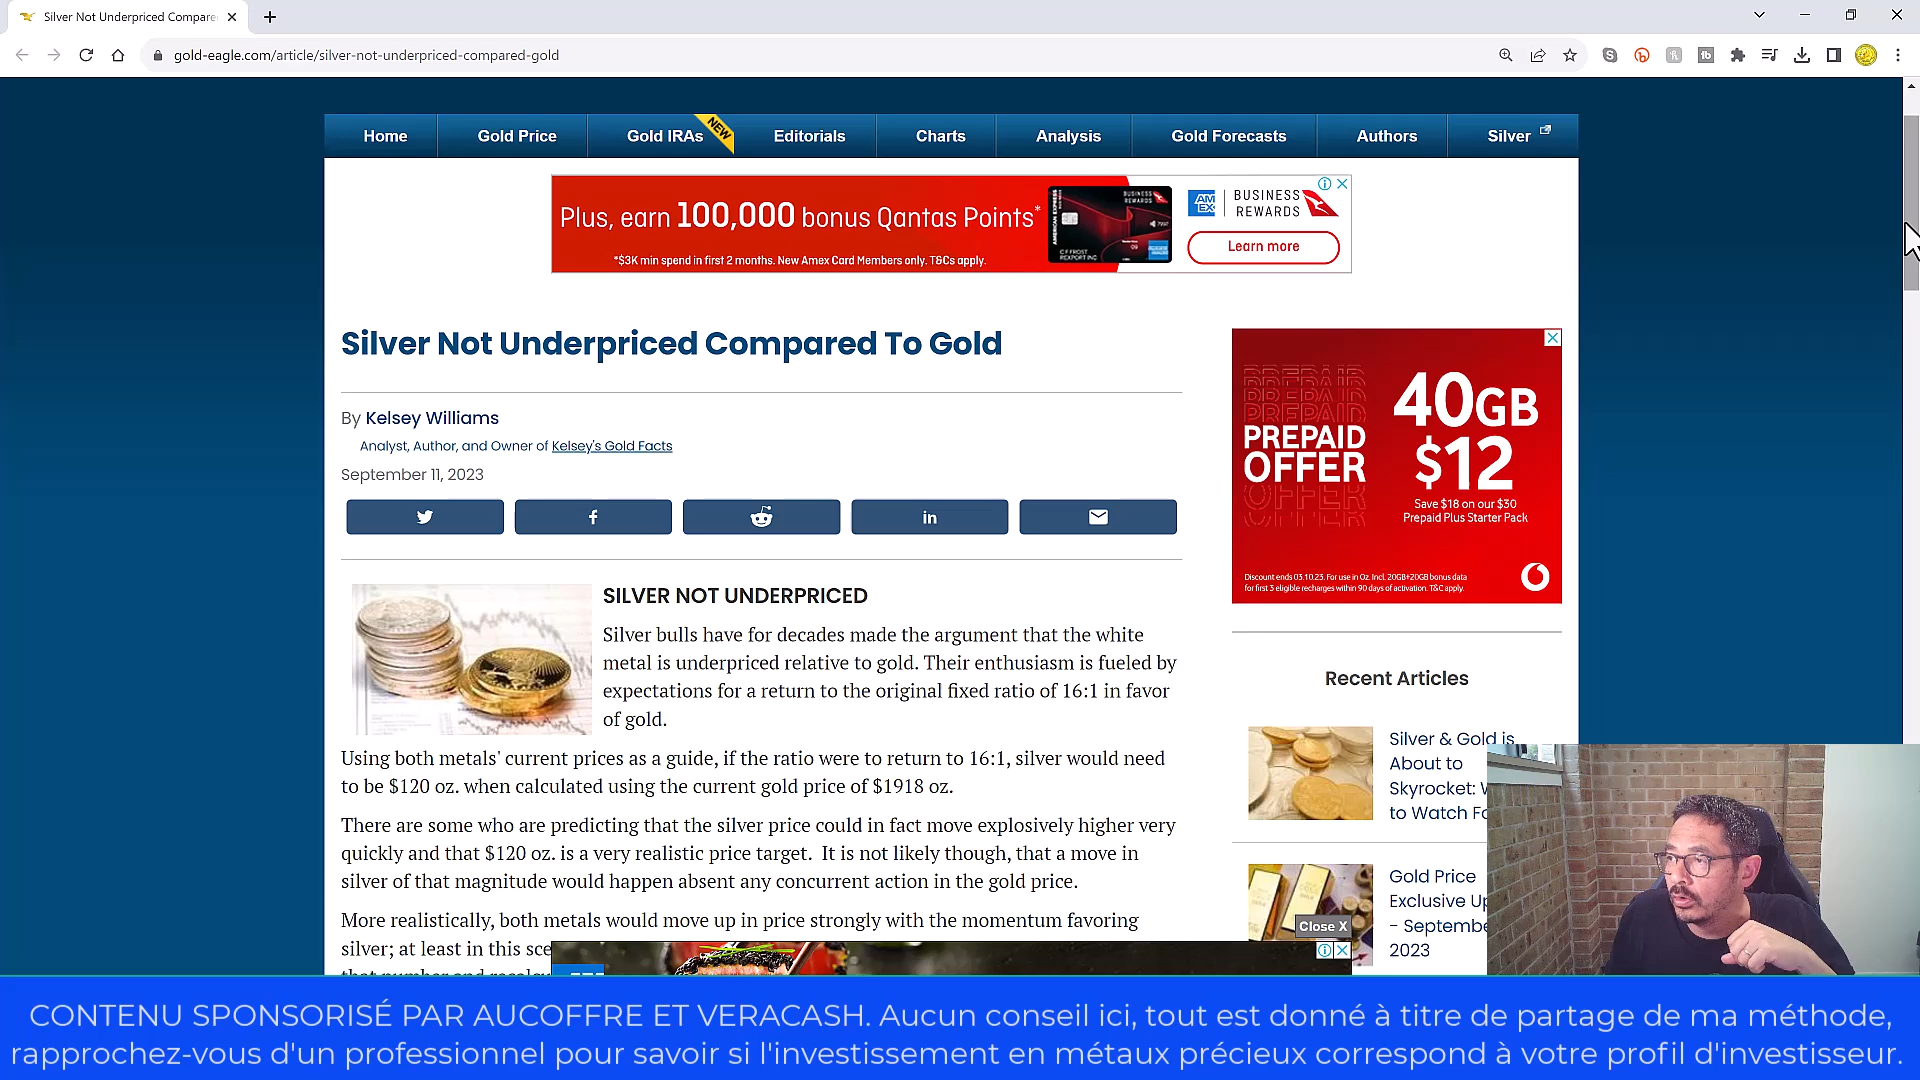 Silver Not Underpriced Compare
gold-eagle.com/article/silver-not-underpriced-compared-gold
Home
Gold Price
Gold IRAs
NEW
Editorials
Charts
Analysis
Gold Forecasts
Authors
Silver
Plus, earn 100,000 bonus Qantas Points*
*$3K min spend in first 2 months. New Amex Card Members only. T&Cs apply.
AMERICAN EXPRESS
BUSINESS REWARDS
C F FROST
AM
EX
BUSINESS
REWARDS
Learn more
Silver Not Underpriced Compared To Gold
By Kelsey Williams
Analyst, Author, and Owner of Kelsey's Gold Facts
September 11, 2023
f
in
PREPAID
PREPAID
OFFER
OFFER
40GB
$12
Save $18 on our $30
Prepaid Plus Starter Pack
Discount ends 03.10.23. For use in Oz. Incl. 20GB+20GB bonus data
for first 3 eligible recharges within 90 days of activation. T&C apply.
SILVER NOT UNDERPRICED
Silver bulls have for decades made the argument that the white
metal is underpriced relative to gold. Their enthusiasm is fueled by
expectations for a return to the original fixed ratio of 16:1 in favor
of gold.
Using both metals' current prices as a guide, if the ratio were to return to 16:1, silver would need
to be $120 oz. when calculated using the current gold price of $1918 oz.
There are some who are predicting that the silver price could in fact move explosively higher very
quickly and that $120 oz. is a very realistic price target. It is not likely though, that a move in
silver of that magnitude would happen absent any concurrent action in the gold price.
More realistically, both metals would move up in price strongly with the momentum favoring
silver; at least in this sce
Recent Articles
Silver & Gold is
About to
Skyrocket:
to Watch Fo
Gold Price
Exclusive Up
- Septembe
2023
Close X
CONTENU SPONSORISÉ PAR AUCOFFRE ET VERACASH. Aucun conseil ici, tout est donné à titre de partage de ma méthode,
rapprochez-vous d'un professionnel pour savoir si l'investissement en métaux précieux correspond à votre profil d'investisseur.